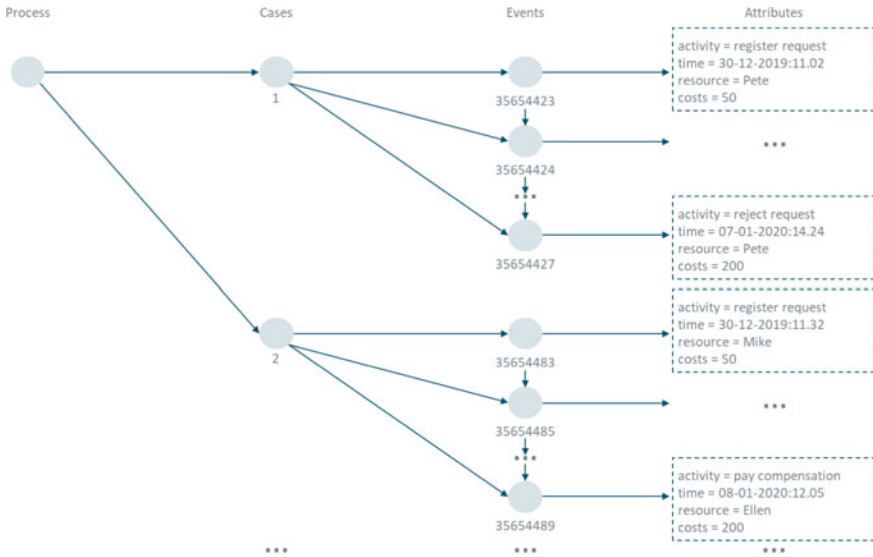 Process Cases Events Attributes
activity = register request
time = 30-12-2019:11.02
resource = Pete
costs = 50
1
35654423
...
35654424
...
activity = reject request
time = 07-01-2020:14.24
resource = Pete
costs = 200
35654427
activity = register request
time = 30-12-2019:11.32
resource = Mike
costs = 50
2
35654483
...
35654485
...
activity = pay compensation
time = 08-01-2020:12.05
resource = Ellen
costs = 200
35654489
... ... ...